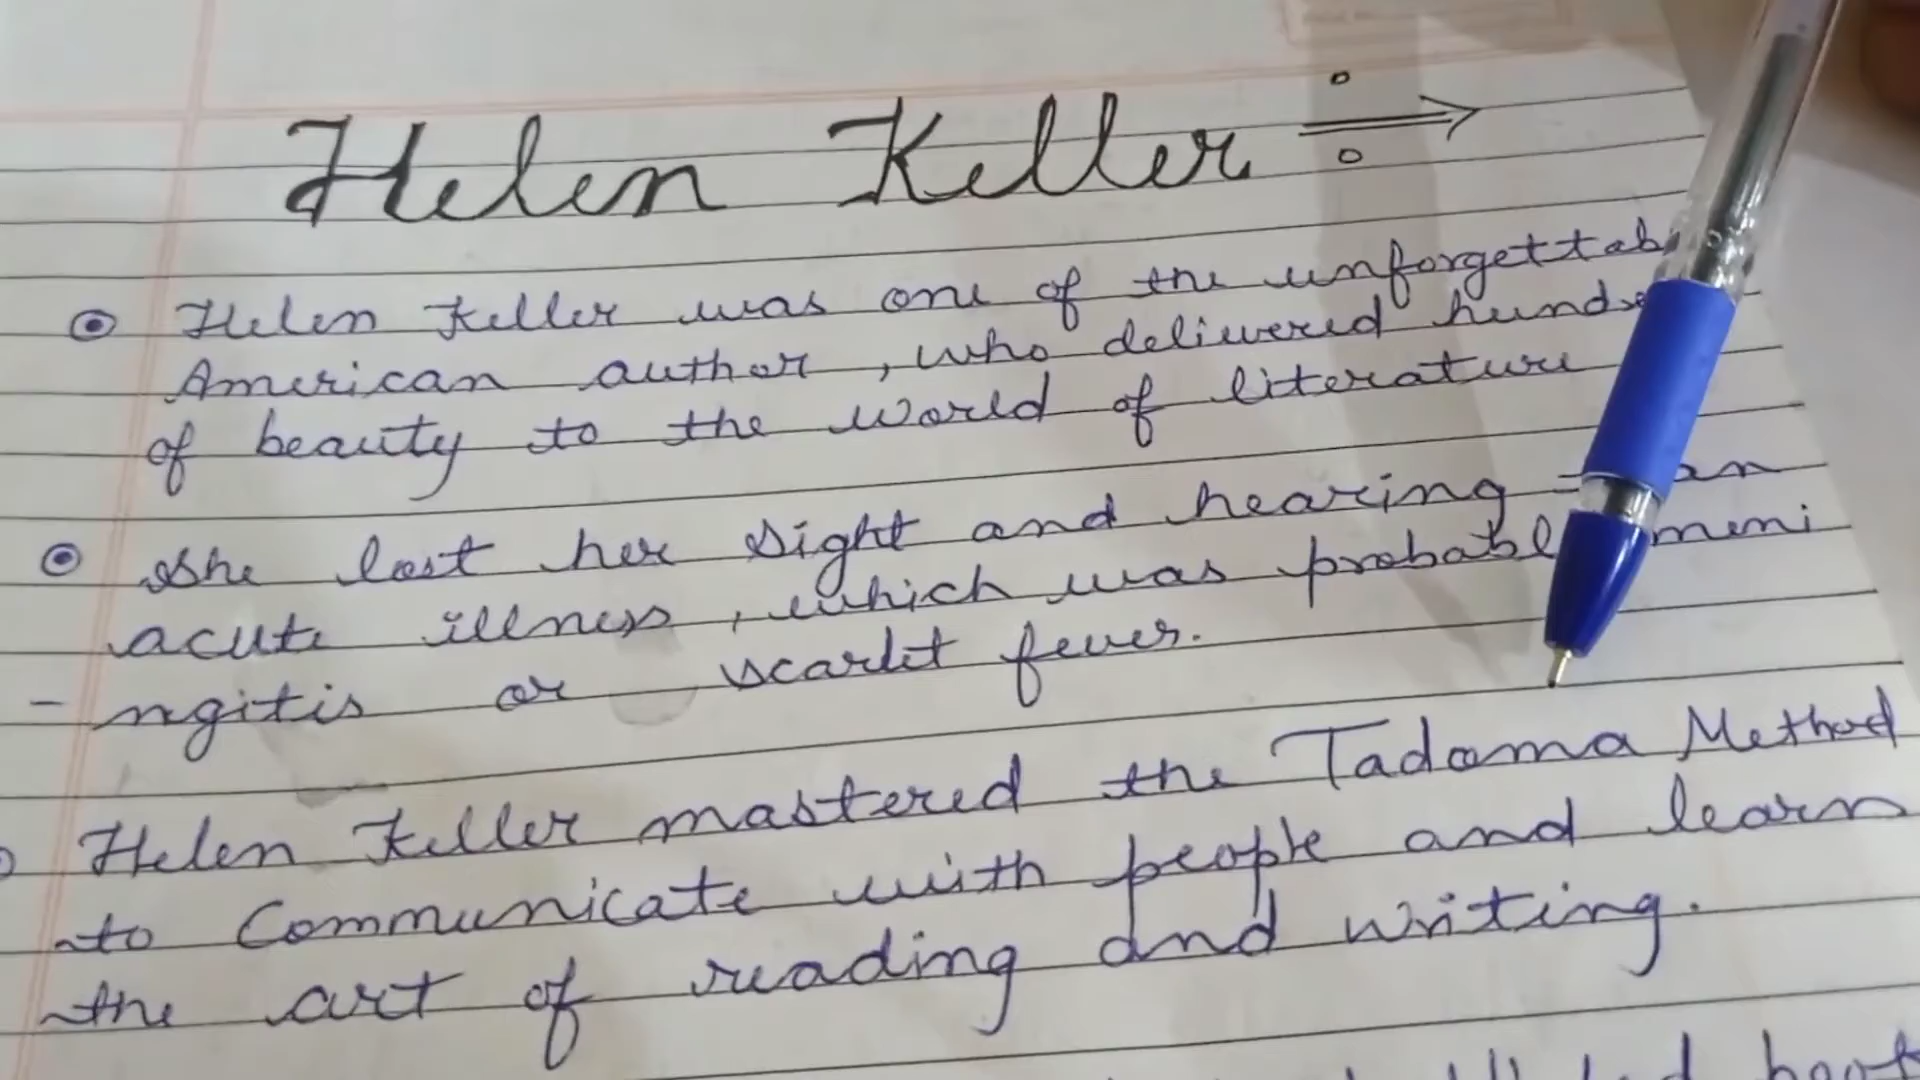 Helen Keller
Helen Keller was one of the unforgettab
American author, who delivered hundre
of beauty to the world of literature
She lost her sight and hearing an
acute illness, which was probabl meni
- ngitis or scarlet fever.
Helen Keller mastered the Tadoma Method
to Communicate with people and learn
the art of reading and writing.